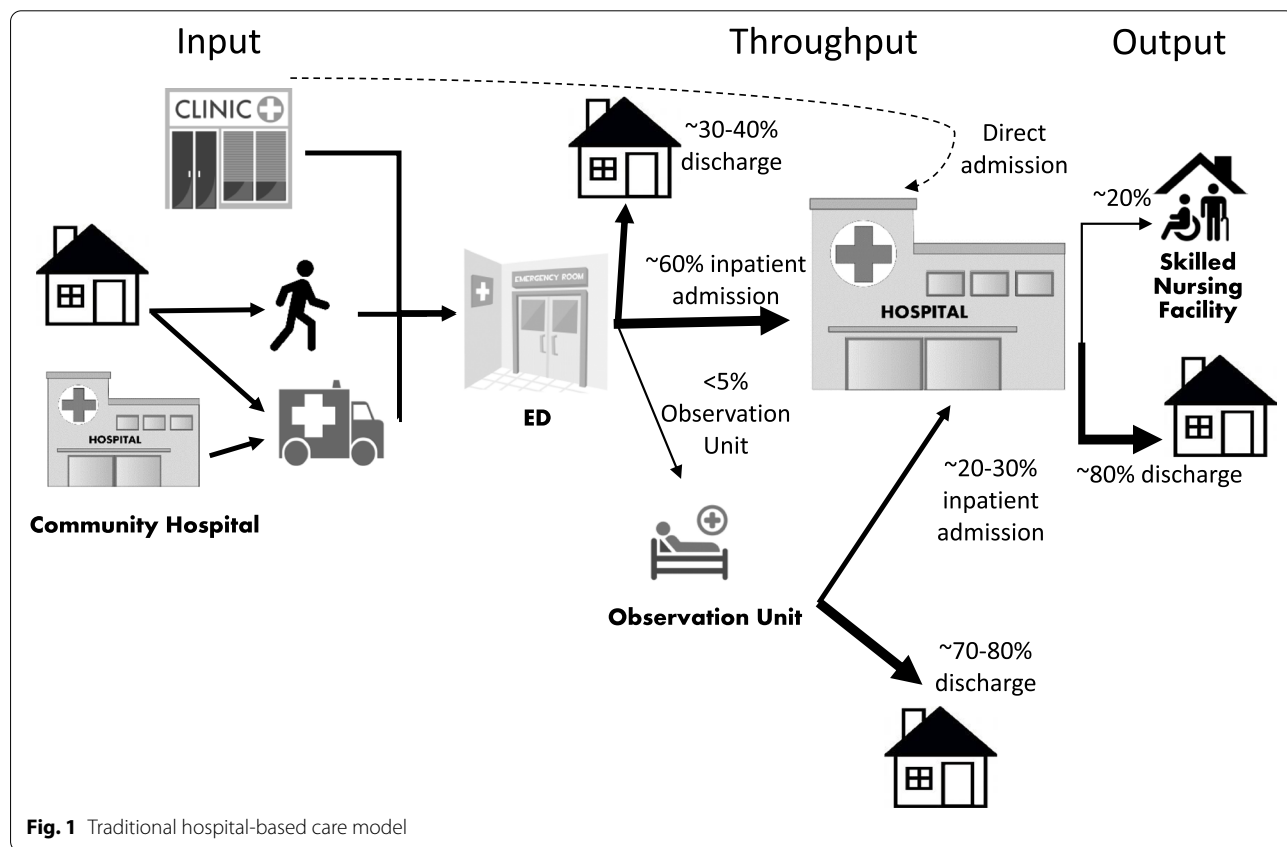 Input
Throughput
Output
CLINIC
~30-40%
discharge
Direct
admission
~20%
Skilled
Nursing
Facility
EMERGENCY ROOM
ED
~60% inpatient
admission
HOSPITAL
<5%
Observation
Unit
HOSPITAL
Community Hospital
~80% discharge
~20-30%
inpatient
admission
Observation Unit
~70-80%
discharge
Fig. 1 Traditional hospital-based care model